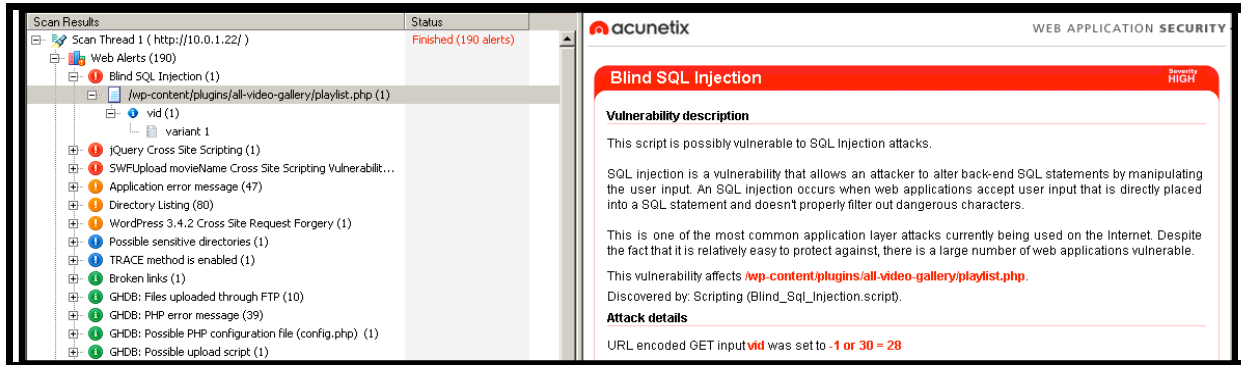 Scan Results Status
Scan Thread 1 ( http://10.0.1.22/ ) Finished (190 alerts)
Web Alerts (190)
Blind SQL Injection (1)
/wp-content/plugins/all-video-gallery/playlist.php (1)
vid (1)
variant 1
jQuery Cross Site Scripting (1)
SWFUpload movieName Cross Site Scripting Vulnerabilit...
Application error message (47)
Directory Listing (80)
WordPress 3.4.2 Cross Site Request Forgery (1)
Possible sensitive directories (1)
TRACE method is enabled (1)
Broken links (1)
GHDB: Files uploaded through FTP (10)
GHDB: PHP error message (39)
GHDB: Possible PHP configuration file (config.php) (1)
GHDB: Possible upload script (1)
acunetix WEB APPLICATION SECURITY
Blind SQL Injection
Severity
HIGH
Vulnerability description
This script is possibly vulnerable to SQL Injection attacks.
SQL injection is a vulnerability that allows an attacker to alter back-end SQL statements by manipulating
the user input. An SQL injection occurs when web applications accept user input that is directly placed
into a SQL statement and doesn't properly filter out dangerous characters.
This is one of the most common application layer attacks currently being used on the Internet. Despite
the fact that it is relatively easy to protect against, there is a large number of web applications vulnerable.
This vulnerability affects /wp-content/plugins/all-video-gallery/playlist.php.
Discovered by: Scripting (Blind_Sql_Injection.script).
Attack details
URL encoded GET input vid was set to -1 or 30 = 28